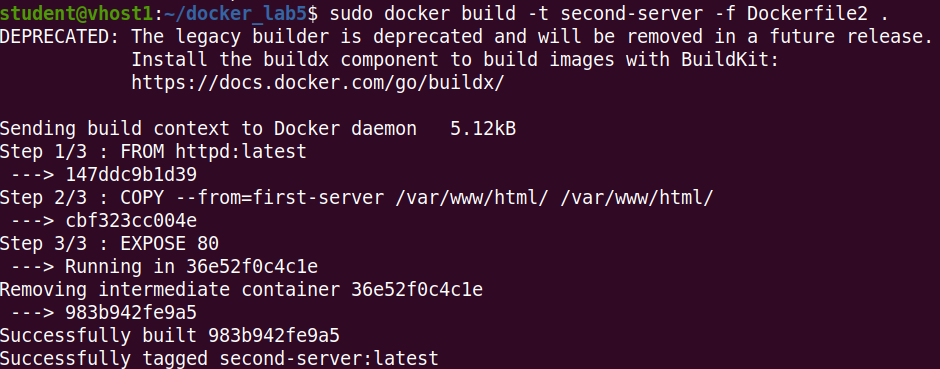 student@vhost1:~/docker_lab5$ sudo docker build -t second-server -f Dockerfile2 .
DEPRECATED: The legacy builder is deprecated and will be removed in a future release.
            Install the buildx component to build images with BuildKit:
            https://docs.docker.com/go/buildx/

Sending build context to Docker daemon   5.12kB
Step 1/3 : FROM httpd:latest
 ---> 147ddc9b1d39
Step 2/3 : COPY --from=first-server /var/www/html/ /var/www/html/
 ---> cbf323cc004e
Step 3/3 : EXPOSE 80
 ---> Running in 36e52f0c4c1e
Removing intermediate container 36e52f0c4c1e
 ---> 983b942fe9a5
Successfully built 983b942fe9a5
Successfully tagged second-server:latest